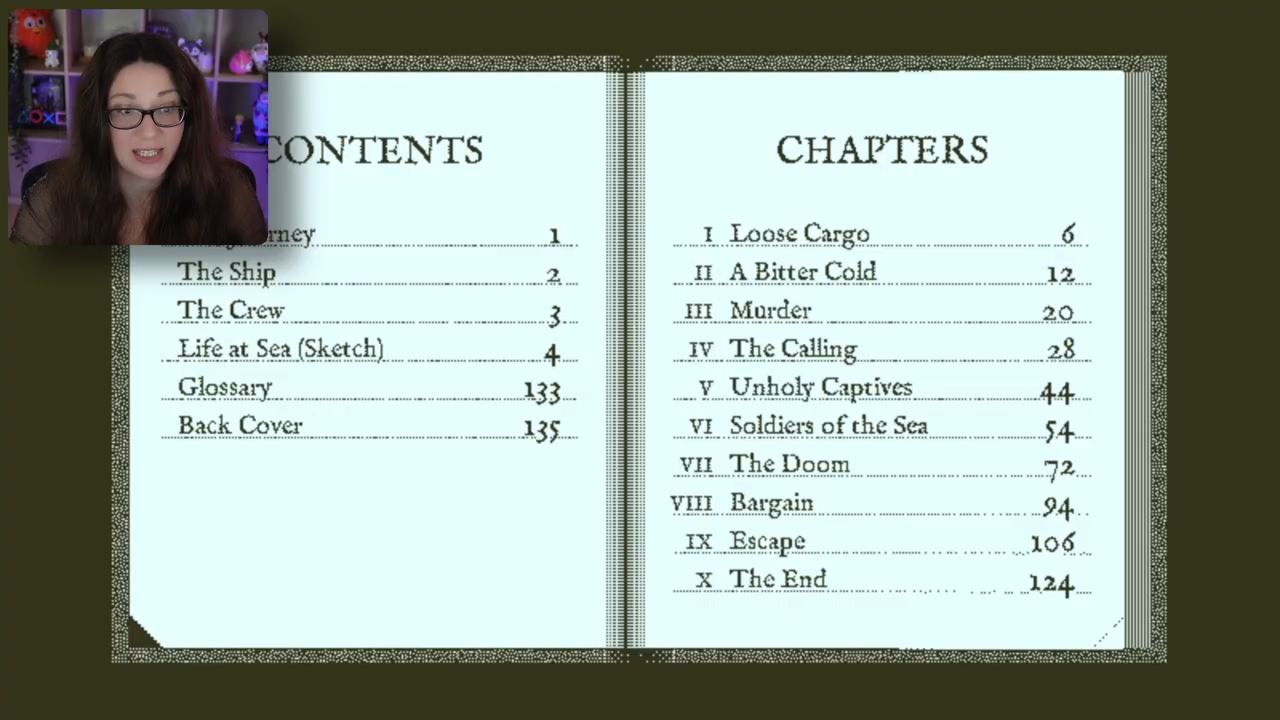 CONTENTS
1
The Ship 2
The Crew 3
Life at Sea (Sketch) 4
Glossary 133
Back Cover 135
CHAPTERS
I Loose Cargo 6
II A Bitter Cold 12
III Murder 20
IV The Calling 28
V Unholy Captives 44
VI Soldiers of the Sea 54
VII The Doom 72
VIII Bargain 94
IX Escape 106
X The End 124